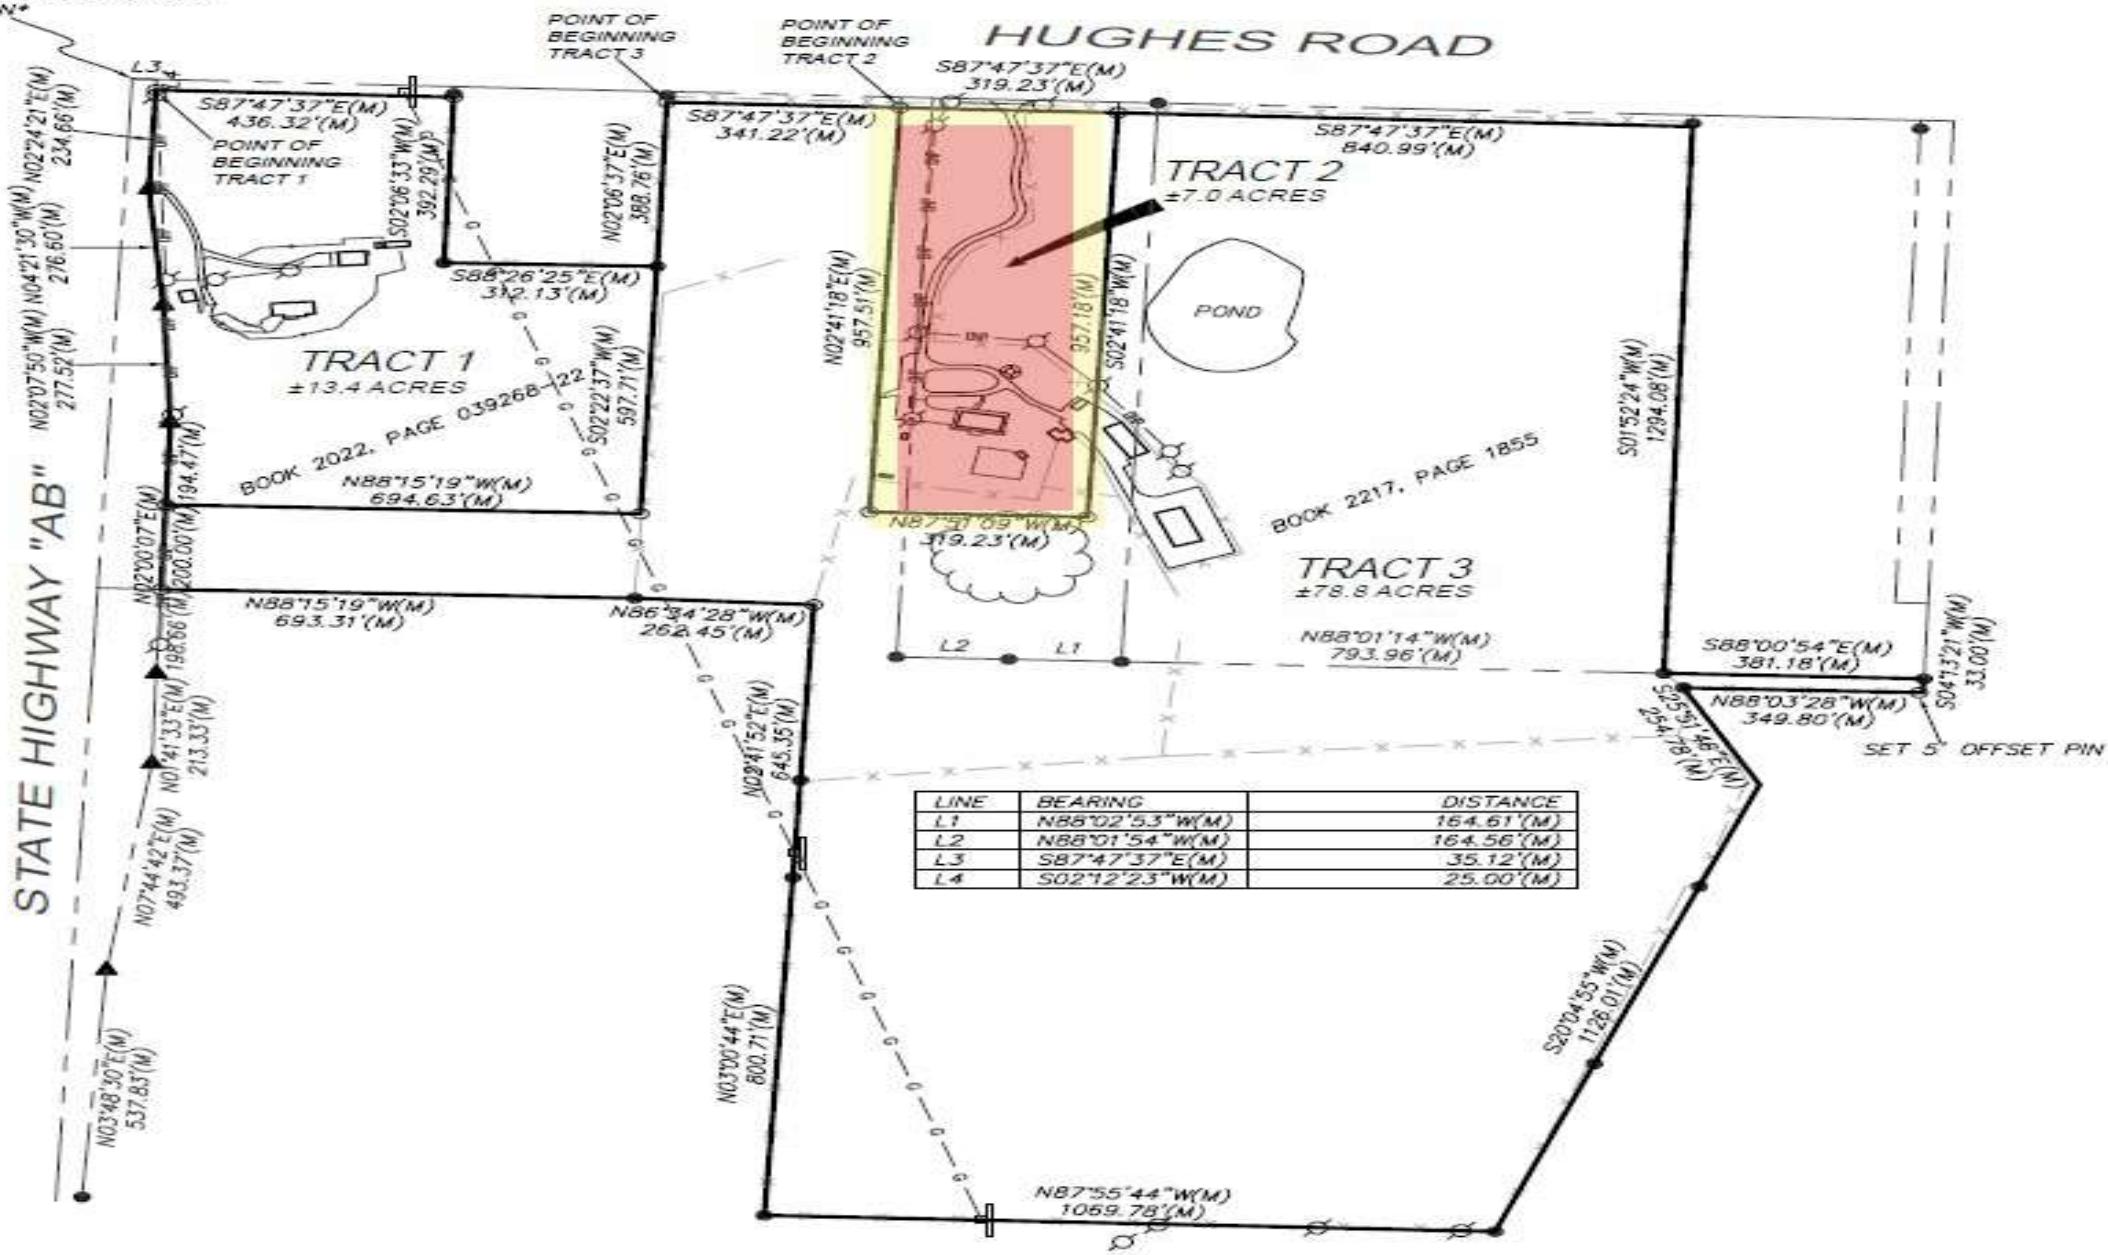 HUGHES ROAD
POINT OF
BEGINNING
TRACT 3
POINT OF
BEGINNING
TRACT 2
S87°47'37"E(M)
319.23'(M)
L3
S87°47'37"E(M)
436.32'(M)
POINT OF
BEGINNING
TRACT 1
S87°47'37"E(M)
341.22'(M)
S87°47'37"E(M)
840.99'(M)
N02°24'21"E(M)
234.66'(M)
N04°21'30"W(M)
276.60'(M)
N02°07'50"W(M)
277.52'(M)
S02°06'33"W(M)
392.29'(M)
N02°06'37"E(M)
388.76'(M)
S88°26'25"E(M)
312.13'(M)
TRACT 1
±13.4 ACRES
BOOK 2022, PAGE 039268-22
S02°22'37"W(M)
597.71'(M)
N02°41'18"E(M)
957.51'(M)
957.18'(M)
S02°41'18"W(M)
TRACT 2
±7.0 ACRES
POND
S01°52'24"W(M)
1294.08'(M)
N88°15'19"W(M)
694.63'(M)
194.47'(M)
N02°00'07"E(M)
200.00'(M)
N87°51'09"W(M)
319.23'(M)
BOOK 2217, PAGE 1855
TRACT 3
±78.8 ACRES
STATE HIGHWAY "AB"
N88°15'19"W(M)
693.31'(M)
N86°34'28"W(M)
262.45'(M)
198.66'(M)
L2
L1
N88°01'14"W(M)
793.96'(M)
S88°00'54"E(M)
381.18'(M)
S04°13'21"W(M)
33.00'(M)
N88°03'28"W(M)
349.80'(M)
SET 5' OFFSET PIN
S25°51'46"E(M)
254.78'(M)
N01°41'33"E(M)
213.33'(M)
N02°41'52"E(M)
645.35'(M)
LINE BEARING DISTANCE
L1 N88°02'53"W(M) 164.61'(M)
L2 N88°01'54"W(M) 164.56'(M)
L3 S87°47'37"E(M) 35.12'(M)
L4 S02°12'23"W(M) 25.00'(M)
N07°44'42"E(M)
493.37'(M)
N03°48'30"E(M)
537.83'(M)
N03°00'44"E(M)
800.71'(M)
S20°04'55"W(M)
1126.01'(M)
N87°55'44"W(M)
1069.78'(M)